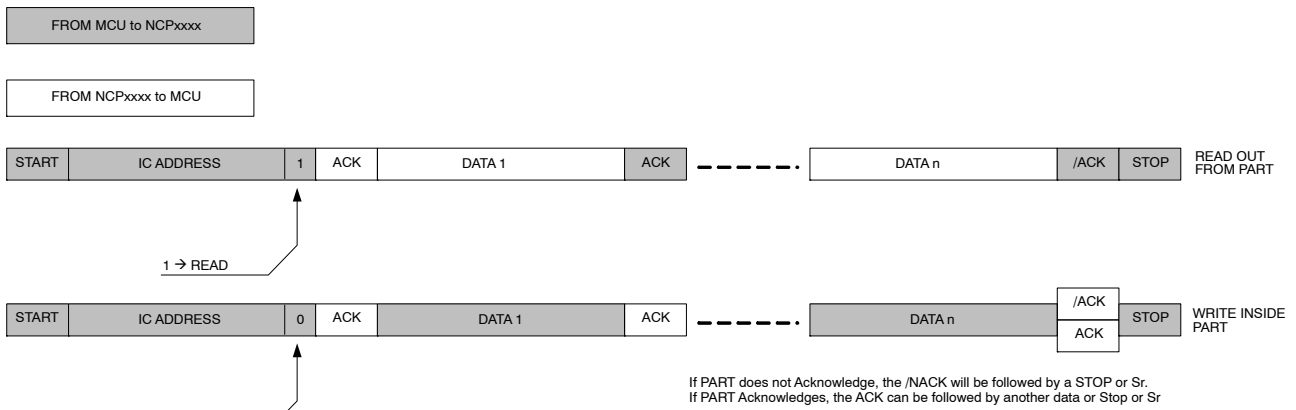 FROM MCU to NCPxxxx
FROM NCPxxxx to MCU
START IC ADDRESS 1 ACK DATA 1 ACK DATA n /ACK STOP READ OUT
FROM PART
1 → READ
START IC ADDRESS 0 ACK DATA 1 ACK DATA n /ACK STOP WRITE INSIDE
PART
ACK
If PART does not Acknowledge, the /NACK will be followed by a STOP or Sr.
If PART Acknowledges, the ACK can be followed by another data or Stop or Sr